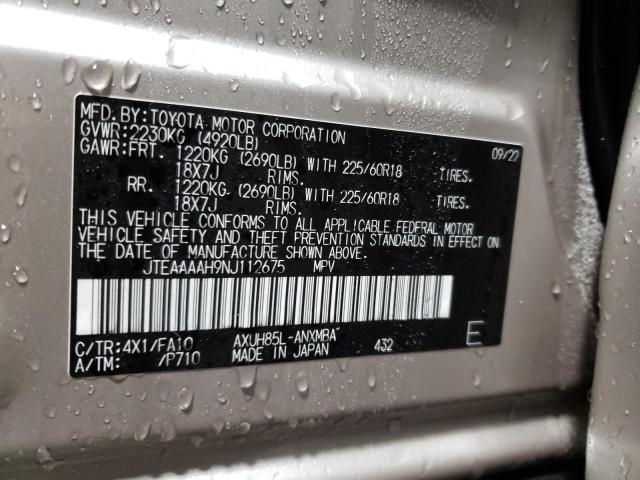 MFD. BY: TOYOTA MOTOR CORPORATION 09/22
GVWR: 2230KG (4920LB)
GAWR: FRT. 1220KG (2690LB) WITH 225/60R18 TIRES.
18X7J RIMS.
RR. 1220KG (2690LB) WITH 225/60R18 TIRES.
18X7J RIMS.
THIS VEHICLE CONFORMS TO ALL APPLICABLE FEDERAL MOTOR
VEHICLE SAFETY AND THEFT PREVENTION STANDARDS IN EFFECT ON
THE DATE OF MANUFACTURE SHOWN ABOVE.
JTEAAAAH9NJ112675 MPV
C/TR: 4X1/FA10 AXUH85L-ANXMBA 432 E
A/TM: /P710 MADE IN JAPAN